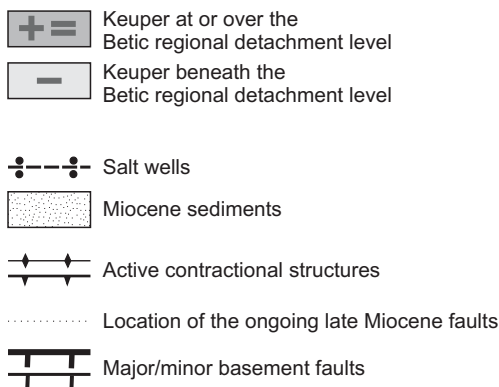 Keuper at or over the
Betic regional detachment level
Keuper beneath the
Betic regional detachment level
Salt wells
Miocene sediments
Active contractional structures
Location of the ongoing late Miocene faults
Major/minor basement faults